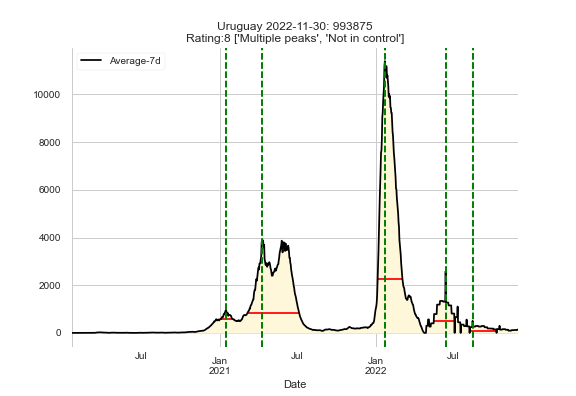 Uruguay 2022-11-30: 993875
Rating:8 ['Multiple peaks', 'Not in control']
Average-7d
10000
8000
6000
4000
2000
0
Jul
Jan
2021
Jul
Jan
2022
Jul
Date